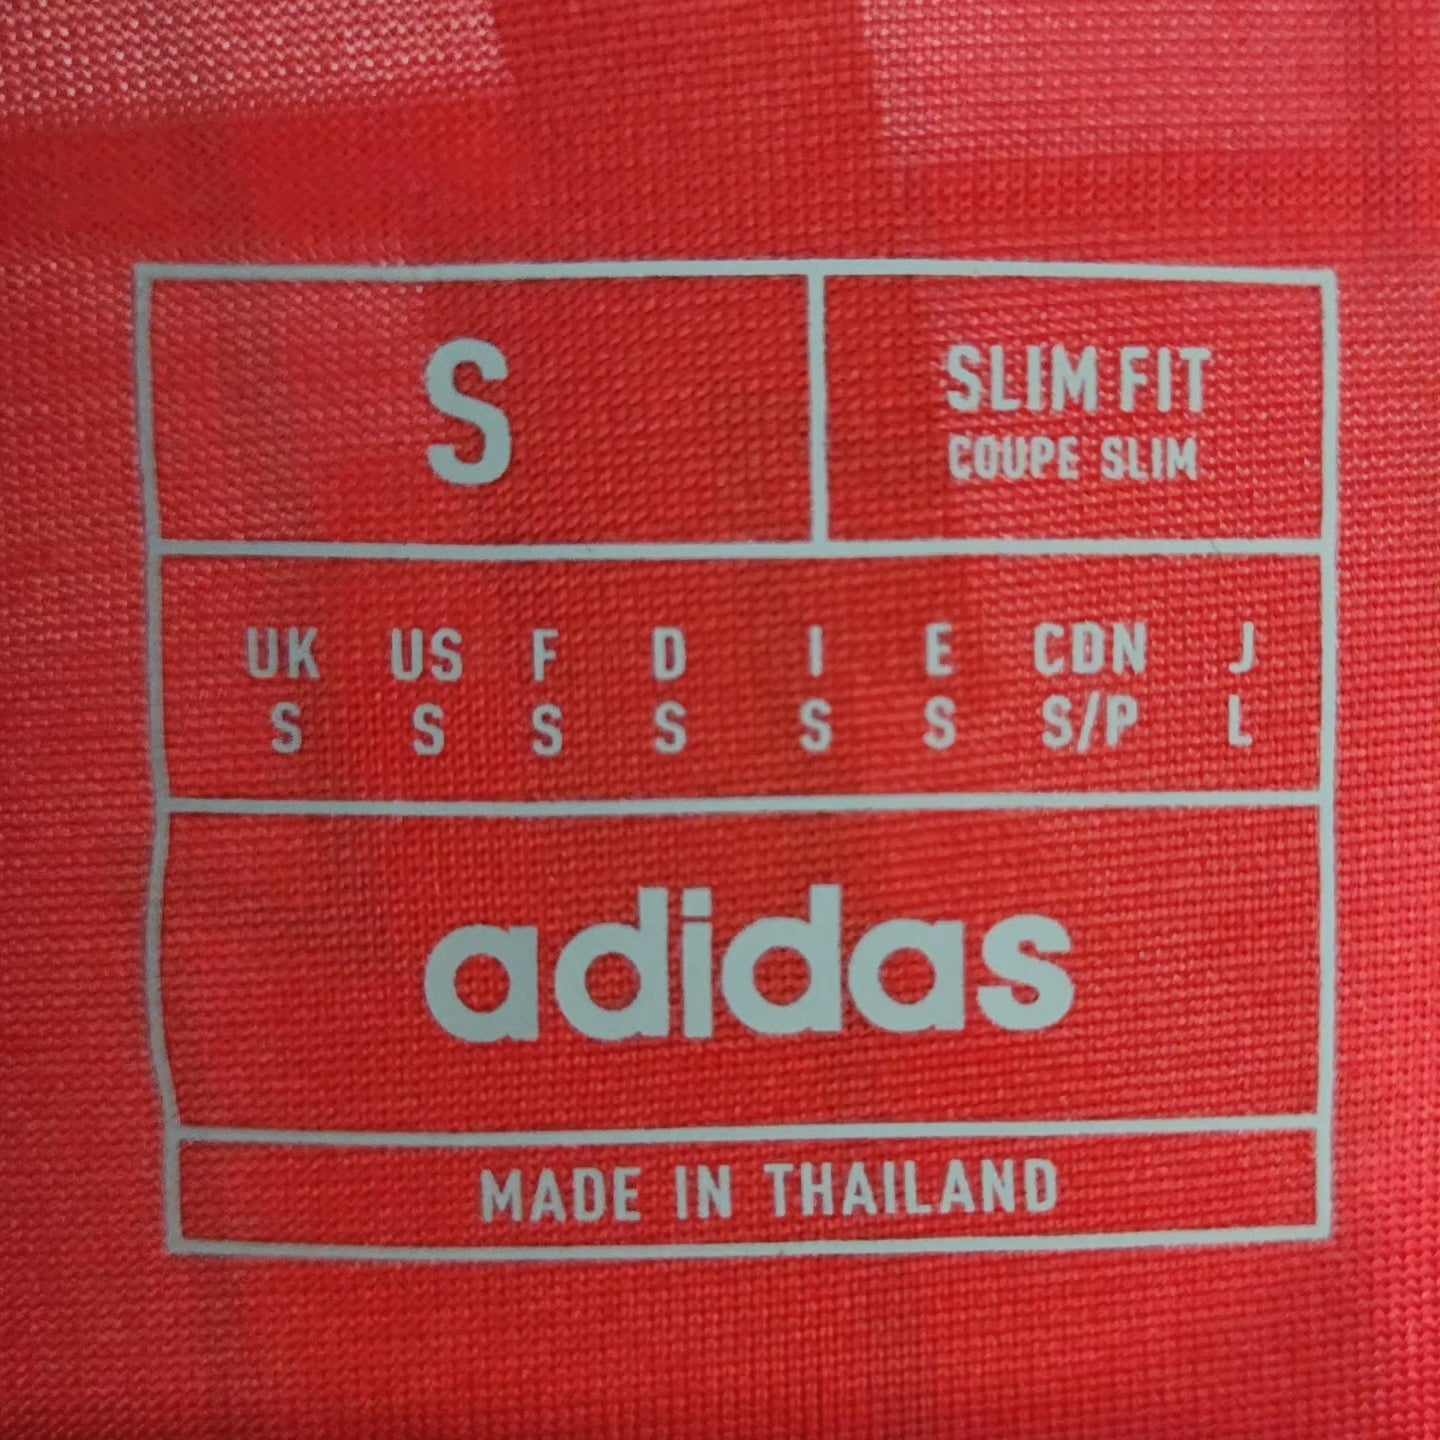 S
SLIM FIT
COUPE SLIM
UK US F D I E CDN J
S S S S S S S/P L
adidas
MADE IN THAILAND